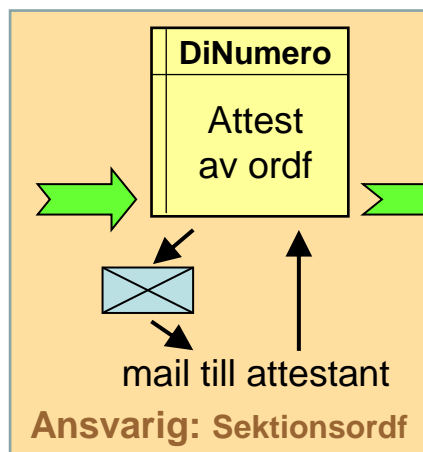 DiNumero
Attest
av ordf
mail till attestant
Ansvarig: Sektionsordf